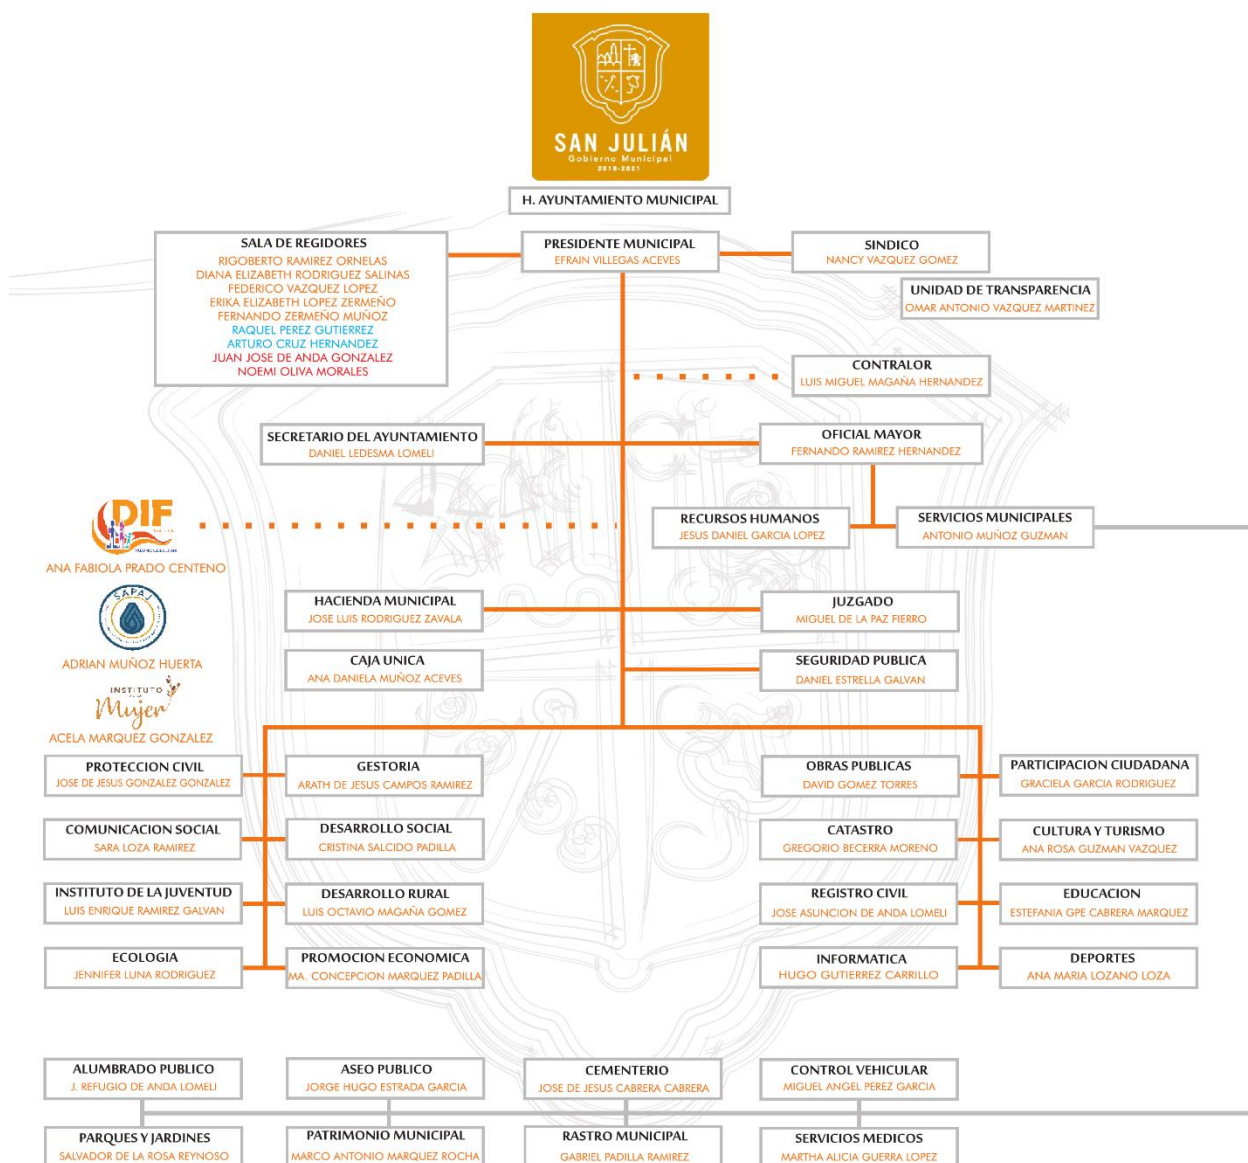 SAN JULIÁN
Gobierno Municipal
2018-2021
H. AYUNTAMIENTO MUNICIPAL
SALA DE REGIDORES
RIGOBERTO RAMIREZ ORNELAS
DIANA ELIZABETH RODRIGUEZ SALINAS
FEDERICO VAZQUEZ LOPEZ
ERIKA ELIZABETH LOPEZ ZERMEÑO
FERNANDO ZERMEÑO MUÑOZ
RAQUEL PEREZ GUTIERREZ
ARTURO CRUZ HERNANDEZ
JUAN JOSE DE ANDA GONZALEZ
NOEMI OLIVA MORALES
PRESIDENTE MUNICIPAL
EFRAIN VILLEGAS ACEVES
SINDICO
NANCY VAZQUEZ GOMEZ
UNIDAD DE TRANSPARENCIA
OMAR ANTONIO VAZQUEZ MARTINEZ
CONTRALOR
LUIS MIGUEL MAGAÑA HERNANDEZ
SECRETARIO DEL AYUNTAMIENTO
DANIEL LEDESMA LOMELI
OFICIAL MAYOR
FERNANDO RAMIREZ HERNANDEZ
RECURSOS HUMANOS
JESUS DANIEL GARCIA LOPEZ
SERVICIOS MUNICIPALES
ANTONIO MUÑOZ GUZMAN
DIF
ANA FABIOLA PRADO CENTENO
SAPAJ
ADRIAN MUÑOZ HUERTA
INSTITUTO
Mujer
ACELA MARQUEZ GONZALEZ
HACIENDA MUNICIPAL
JOSE LUIS RODRIGUEZ ZAVALA
JUZGADO
MIGUEL DE LA PAZ FIERRO
CAJA UNICA
ANA DANIELA MUÑOZ ACEVES
SEGURIDAD PUBLICA
DANIEL ESTRELLA GALVAN
PROTECCION CIVIL
JOSE DE JESUS GONZALEZ GONZALEZ
GESTORIA
ARATH DE JESUS CAMPOS RAMIREZ
OBRAS PUBLICAS
DAVID GOMEZ TORRES
PARTICIPACION CIUDADANA
GRACIELA GARCIA RODRIGUEZ
COMUNICACION SOCIAL
SARA LOZA RAMIREZ
DESARROLLO SOCIAL
CRISTINA SALCIDO PADILLA
CATASTRO
GREGORIO BECERRA MORENO
CULTURA Y TURISMO
ANA ROSA GUZMAN VAZQUEZ
INSTITUTO DE LA JUVENTUD
LUIS ENRIQUE RAMIREZ GALVAN
DESARROLLO RURAL
LUIS OCTAVIO MAGAÑA GOMEZ
REGISTRO CIVIL
JOSE ASUNCION DE ANDA LOMELI
EDUCACION
ESTEFANIA GPE CABRERA MARQUEZ
ECOLOGIA
JENNIFER LUNA RODRIGUEZ
PROMOCION ECONOMICA
MA. CONCEPCION MARQUEZ PADILLA
INFORMATICA
HUGO GUTIERREZ CARRILLO
DEPORTES
ANA MARIA LOZANO LOZA
ALUMBRADO PUBLICO
J. REFUGIO DE ANDA LOMELI
ASEO PUBLICO
JORGE HUGO ESTRADA GARCIA
CEMENTERIO
JOSE DE JESUS CABRERA CABRERA
CONTROL VEHICULAR
MIGUEL ANGEL PEREZ GARCIA
PARQUES Y JARDINES
SALVADOR DE LA ROSA REYNOSO
PATRIMONIO MUNICIPAL
MARCO ANTONIO MARQUEZ ROCHA
RASTRO MUNICIPAL
GABRIEL PADILLA RAMIREZ
SERVICIOS MEDICOS
MARTHA ALICIA GUERRA LOPEZ